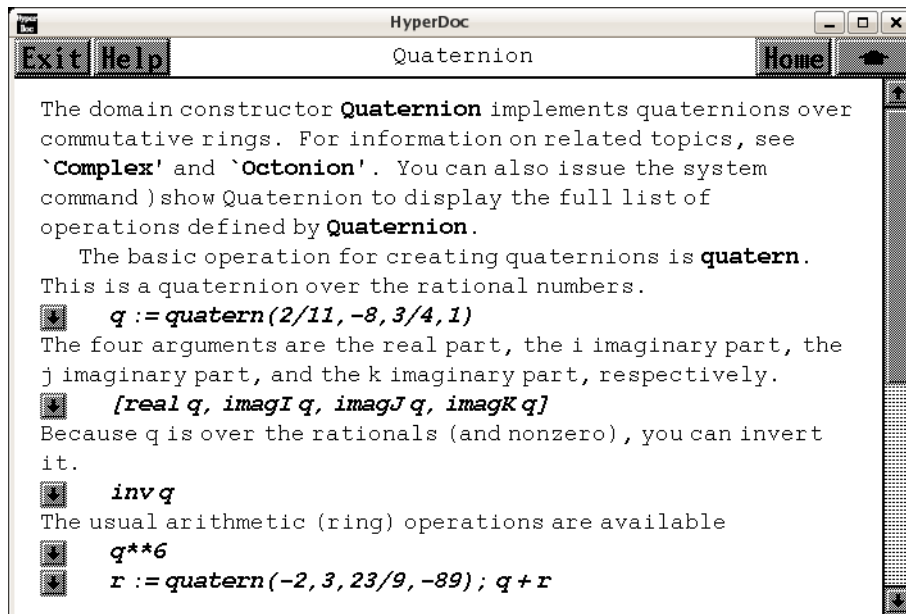 Hyper Doc
HyperDoc
Exit Help Quaternion Home
The domain constructor Quaternion implements quaternions over
commutative rings. For information on related topics, see
`Complex' and `Octonion'. You can also issue the system
command )show Quaternion to display the full list of
operations defined by Quaternion.
The basic operation for creating quaternions is quatern.
This is a quaternion over the rational numbers.
q := quatern(2/11,-8,3/4,1)
The four arguments are the real part, the i imaginary part, the
j imaginary part, and the k imaginary part, respectively.
[real q, imagI q, imagJ q, imagK q]
Because q is over the rationals (and nonzero), you can invert
it.
inv q
The usual arithmetic (ring) operations are available
q**6
r := quatern(-2,3,23/9,-89); q + r